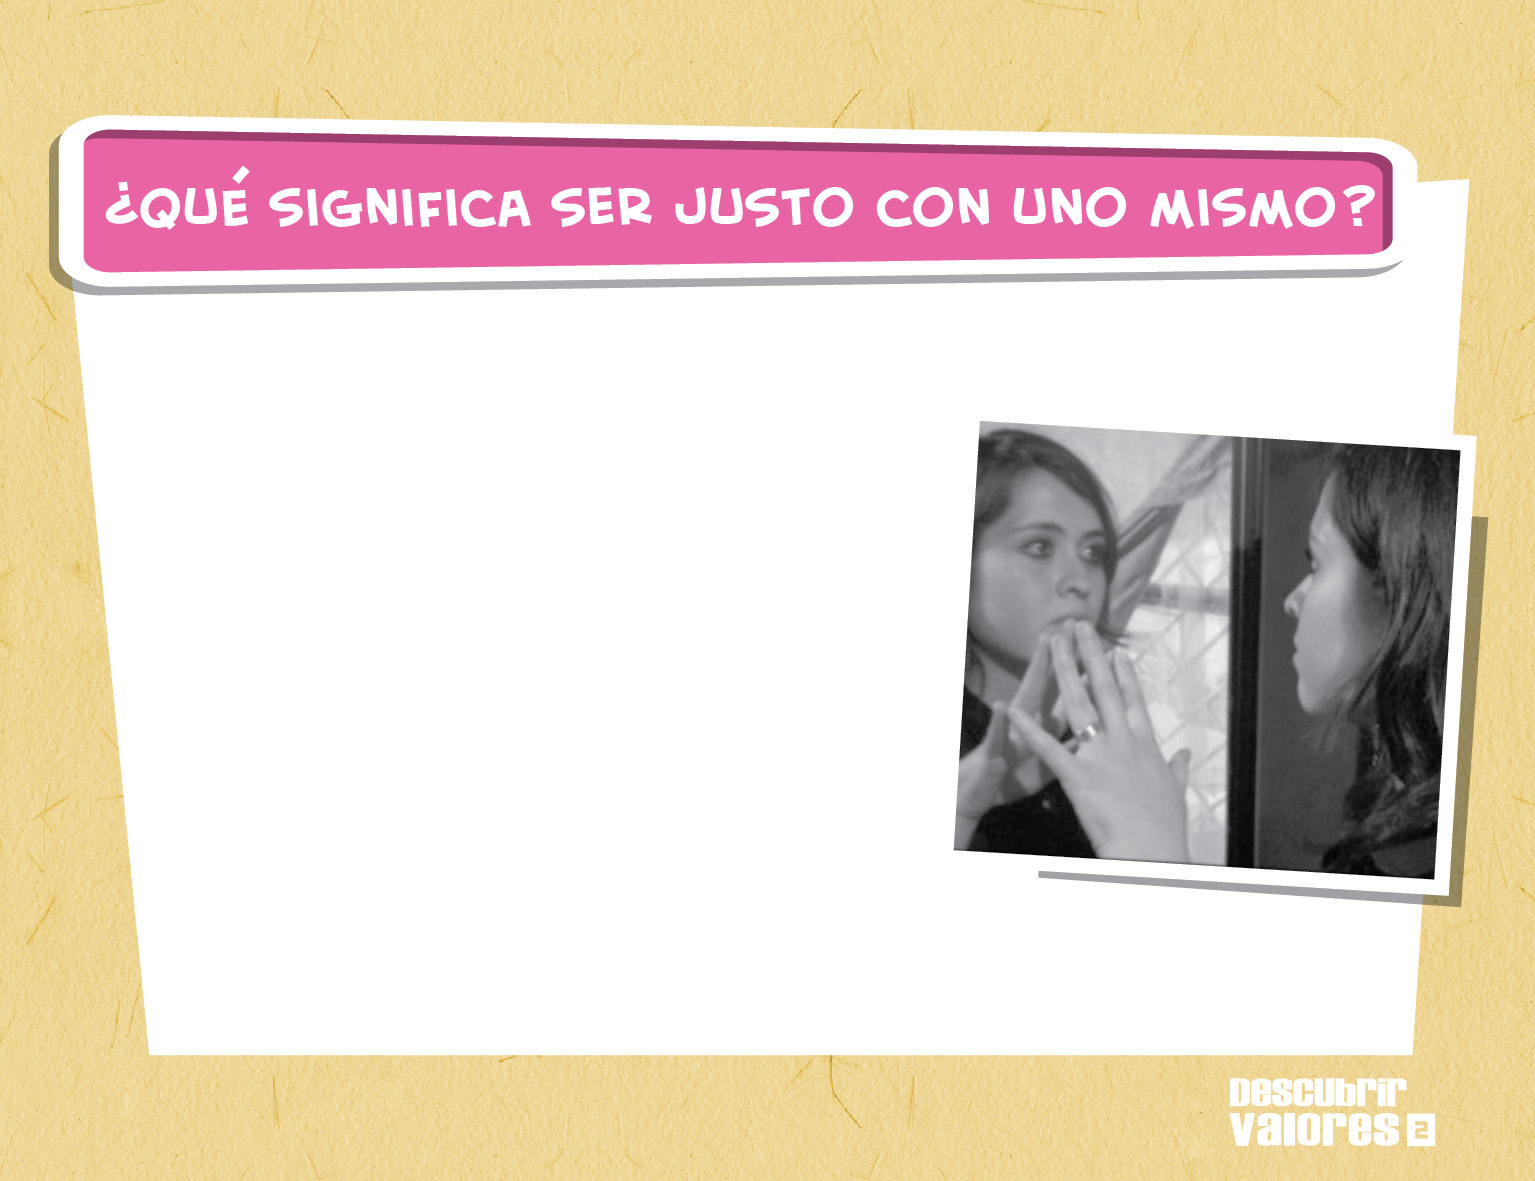 ¿QUÉ SIGNIFICA SER JUSTO CON UNO MISMO?
Descubrir
valores 2